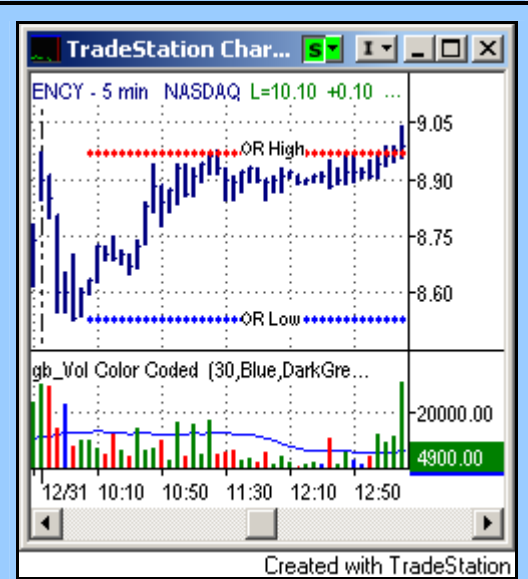 TradeStation Char... S I
ENCY - 5 min NASDAQ L=10.10 +0.10 ...
9.05
OR High
8.90
8.75
8.60
OR Low
gb_Vol Color Coded (30,Blue,DarkGre...
20000.00
4900.00
12/31 10:10 10:50 11:30 12:10 12:50
Created with TradeStation